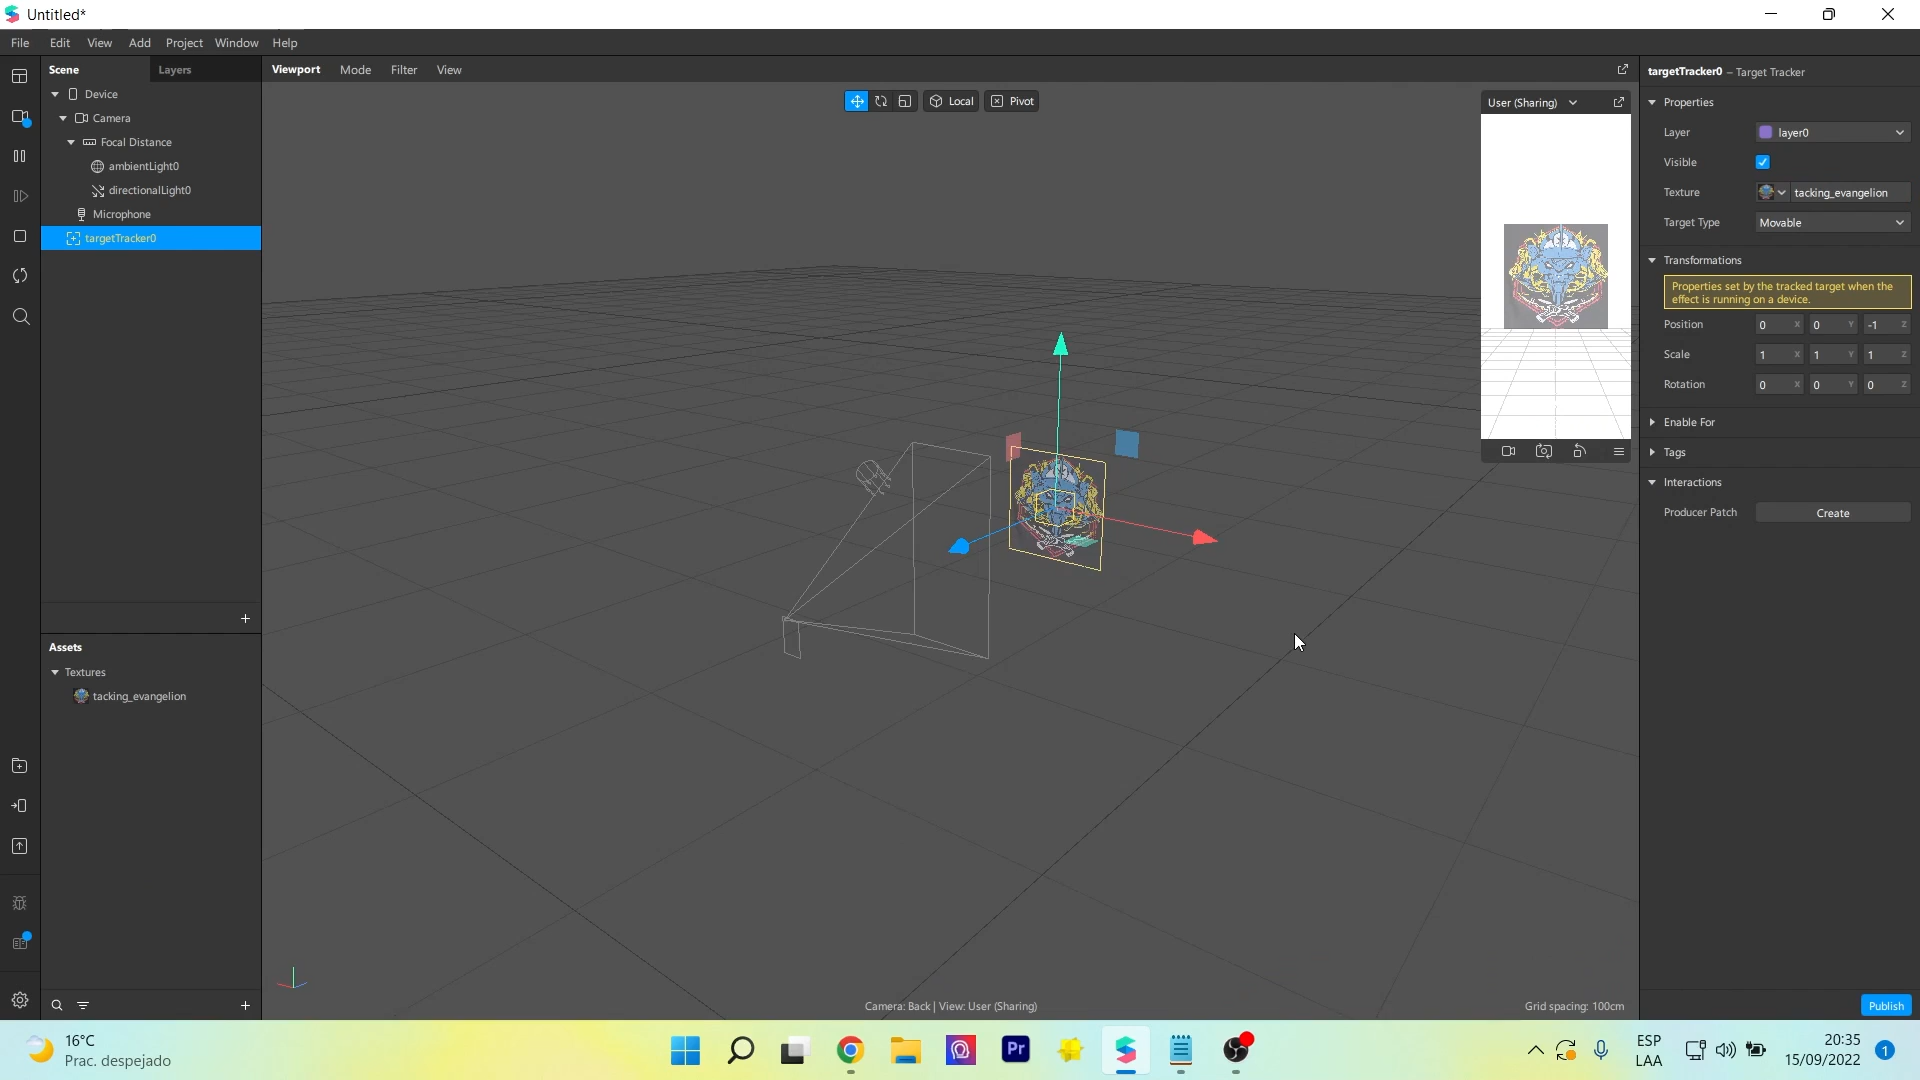 Untitled*
File Edit View Add Project Window Help
Scene Layers
Device
Camera
Focal Distance
ambientLight0
directionalLight0
Microphone
targetTracker0
Assets
Textures
tacking_evangelion
Viewport Mode Filter View
Local Pivot
User (Sharing)
Camera: Back | View: User (Sharing)
Grid spacing: 100cm
targetTracker0 – Target Tracker
Properties
Layer layer0
Visible
Texture tacking_evangelion
Target Type Movable
Transformations
Properties set by the tracked target when the
effect is running on a device.
Position 0 X 0 Y -1 Z
Scale 1 X 1 Y 1 Z
Rotation 0 X 0 Y 0 Z
Enable For
Tags
Interactions
Producer Patch Create
Publish
16°C
Prac. despejado
Pr
ESP
LAA
20:35
15/09/2022
1